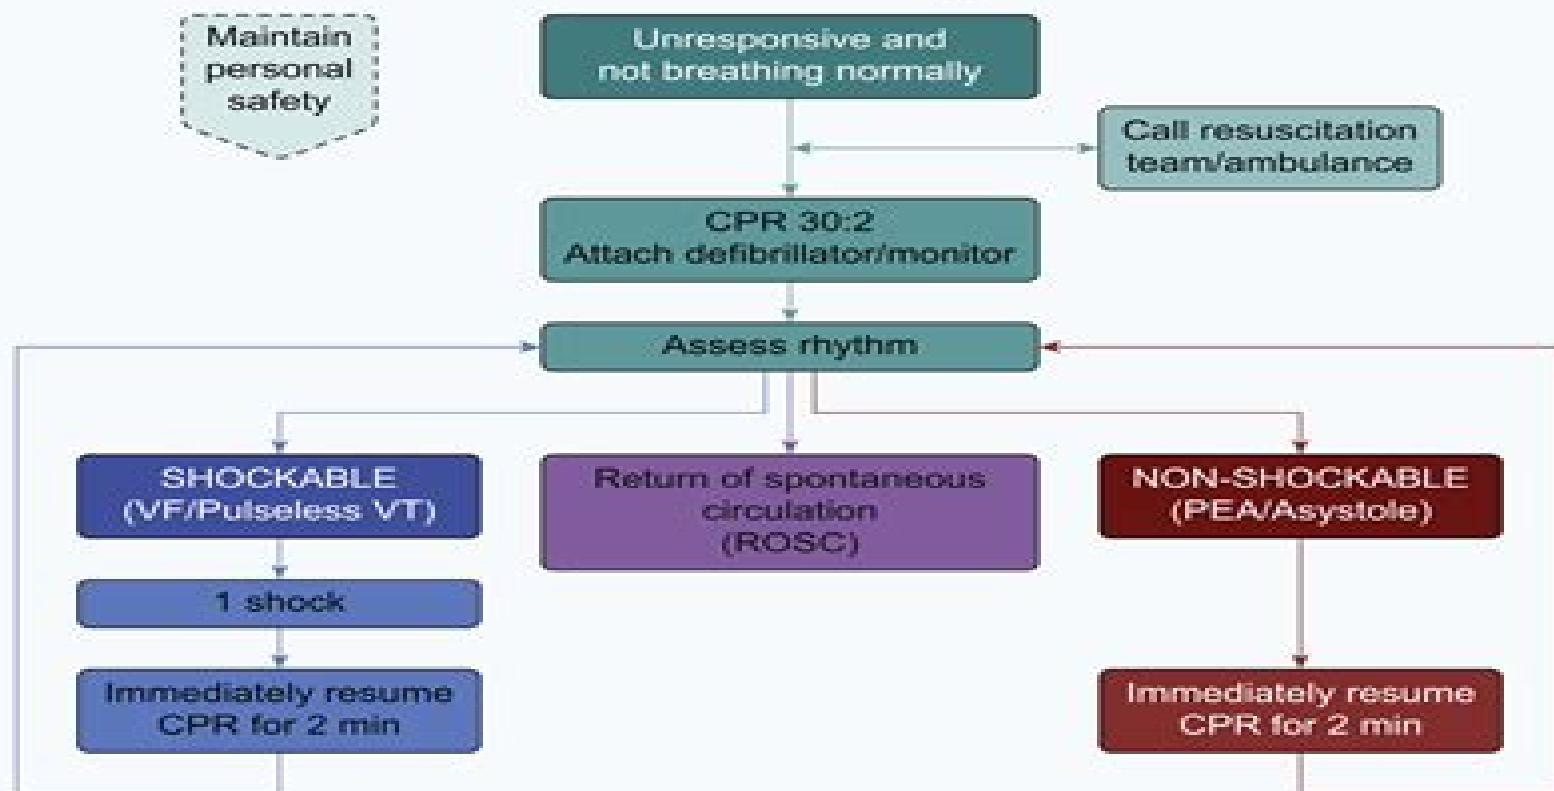 Maintain
personal
safety
Unresponsive and
not breathing normally
Call resuscitation
team/ambulance
CPR 30:2
Attach defibrillator/monitor
Assess rhythm
SHOCKABLE
(VF/Pulseless VT)
Return of spontaneous
circulation
(ROSC)
NON-SHOCKABLE
(PEA/Asystole)
1 shock
Immediately resume
CPR for 2 min
Immediately resume
CPR for 2 min